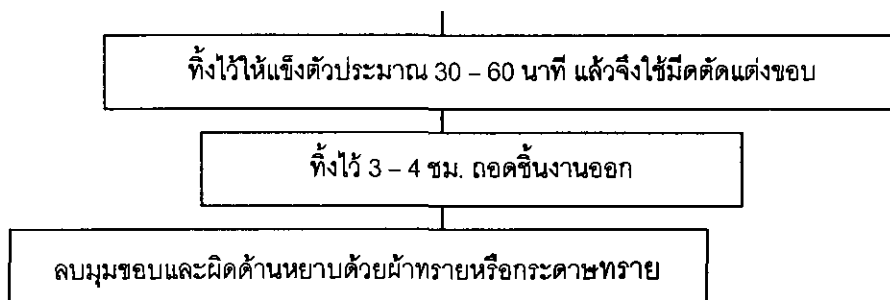 ทิ้งไว้ให้แข็งตัวประมาณ 30 – 60 นาที แล้วจึงใช้มีดตัดแต่งขอบ
ทิ้งไว้ 3 – 4 ชม. ถอดชิ้นงานออก
ลบมุมขอบและผิดด้านหยาบด้วยผ้าทรายหรือกระดาษทราย